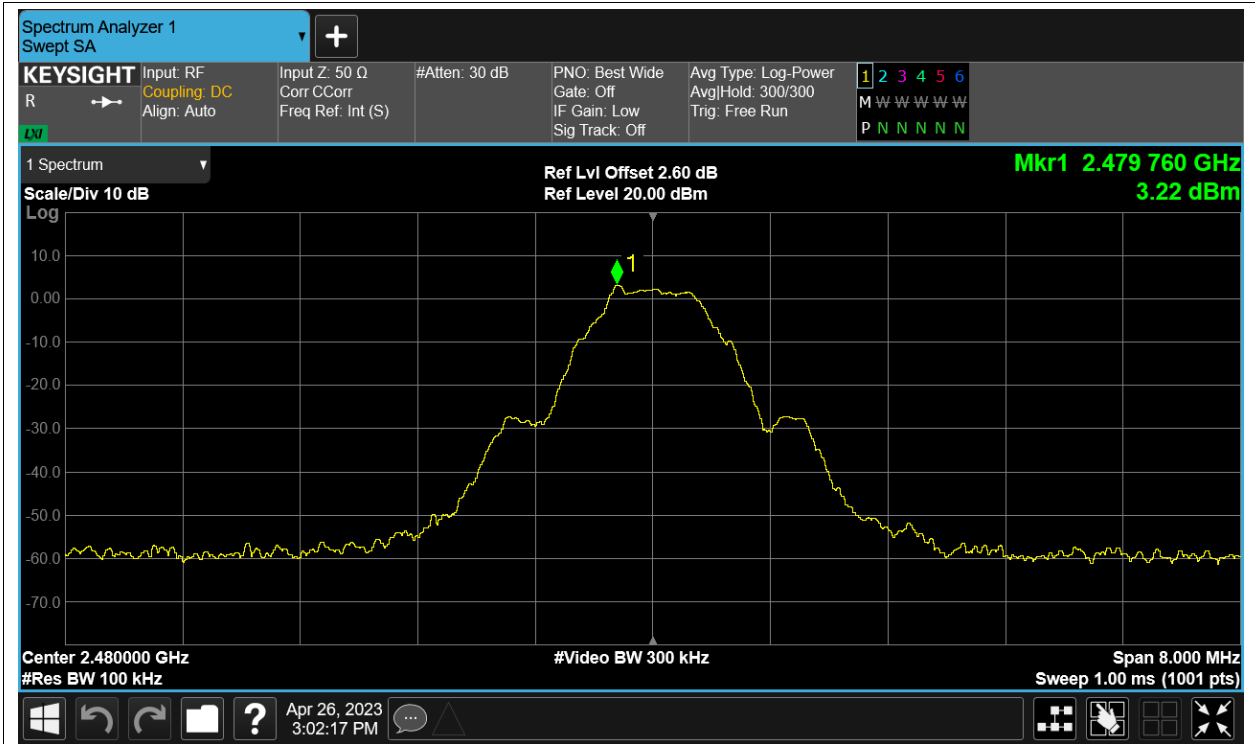 Spectrum Analyzer 1
Swept SA
KEYSIGHT
R
LXI
Input: RF
Coupling: DC
Align: Auto
Input Z: 50 Ω
Corr CCorr
Freq Ref: Int (S)
#Atten: 30 dB
PNO: Best Wide
Gate: Off
IF Gain: Low
Sig Track: Off
Avg Type: Log-Power
Avg|Hold: 300/300
Trig: Free Run
1 2 3 4 5 6
M W W W W W
P N N N N N
1 Spectrum
Scale/Div 10 dB
Log
Ref Lvl Offset 2.60 dB
Ref Level 20.00 dBm
Mkr1 2.479 760 GHz
3.22 dBm
1
10.0
0.00
-10.0
-20.0
-30.0
-40.0
-50.0
-60.0
-70.0
Center 2.480000 GHz
#Res BW 100 kHz
#Video BW 300 kHz
Span 8.000 MHz
Sweep 1.00 ms (1001 pts)
?
Apr 26, 2023
3:02:17 PM